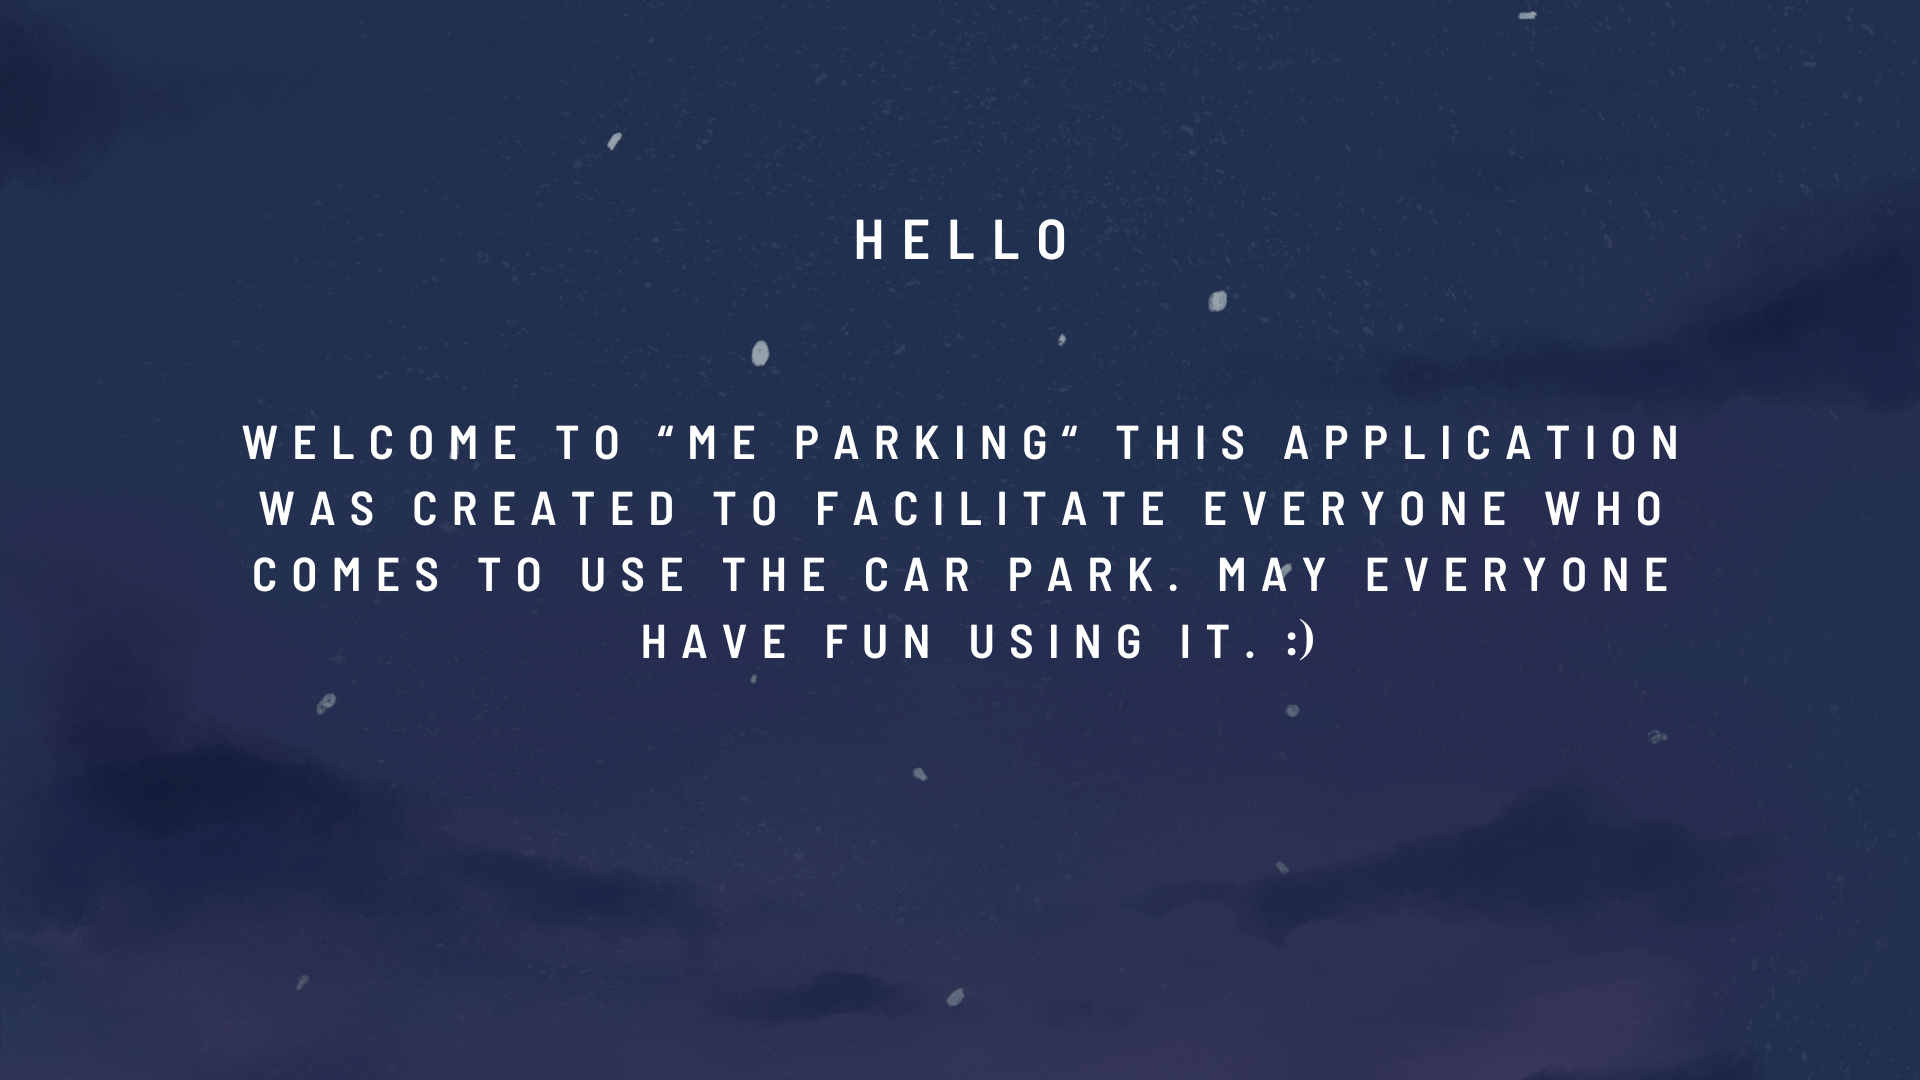 HELLO
WELCOME TO “ME PARKING“ THIS APPLICATION
WAS CREATED TO FACILITATE EVERYONE WHO
COMES TO USE THE CAR PARK. MAY EVERYONE
HAVE FUN USING IT. :)